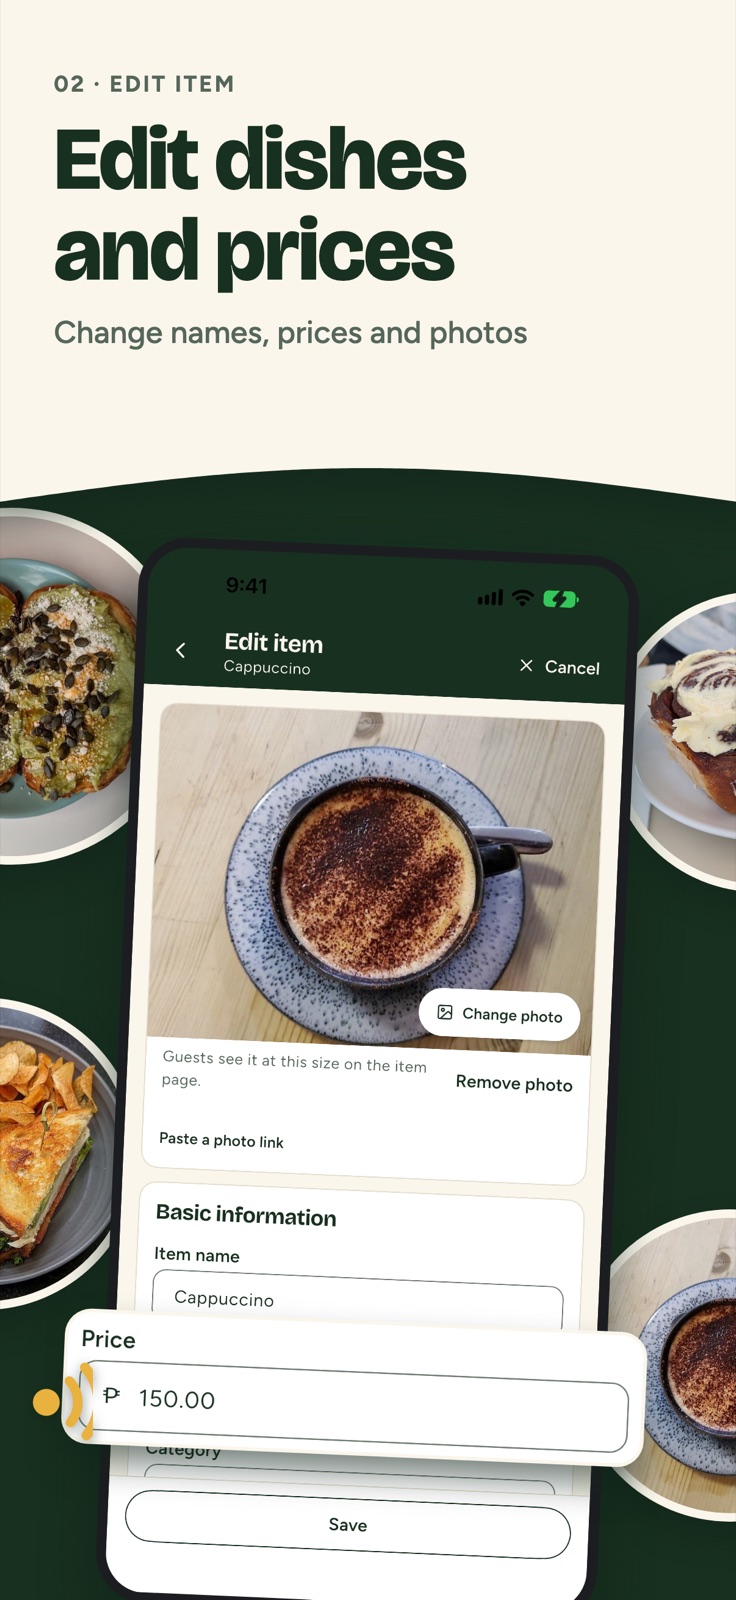 02 · EDIT ITEM
Edit dishes
and prices
Change names, prices and photos
9:41
Edit item
Cappuccino
Cancel
Change photo
Guests see it at this size on the item
page.
Remove photo
Paste a photo link
Basic information
Item name
Cappuccino
Price
₱ 150.00
Category
Save